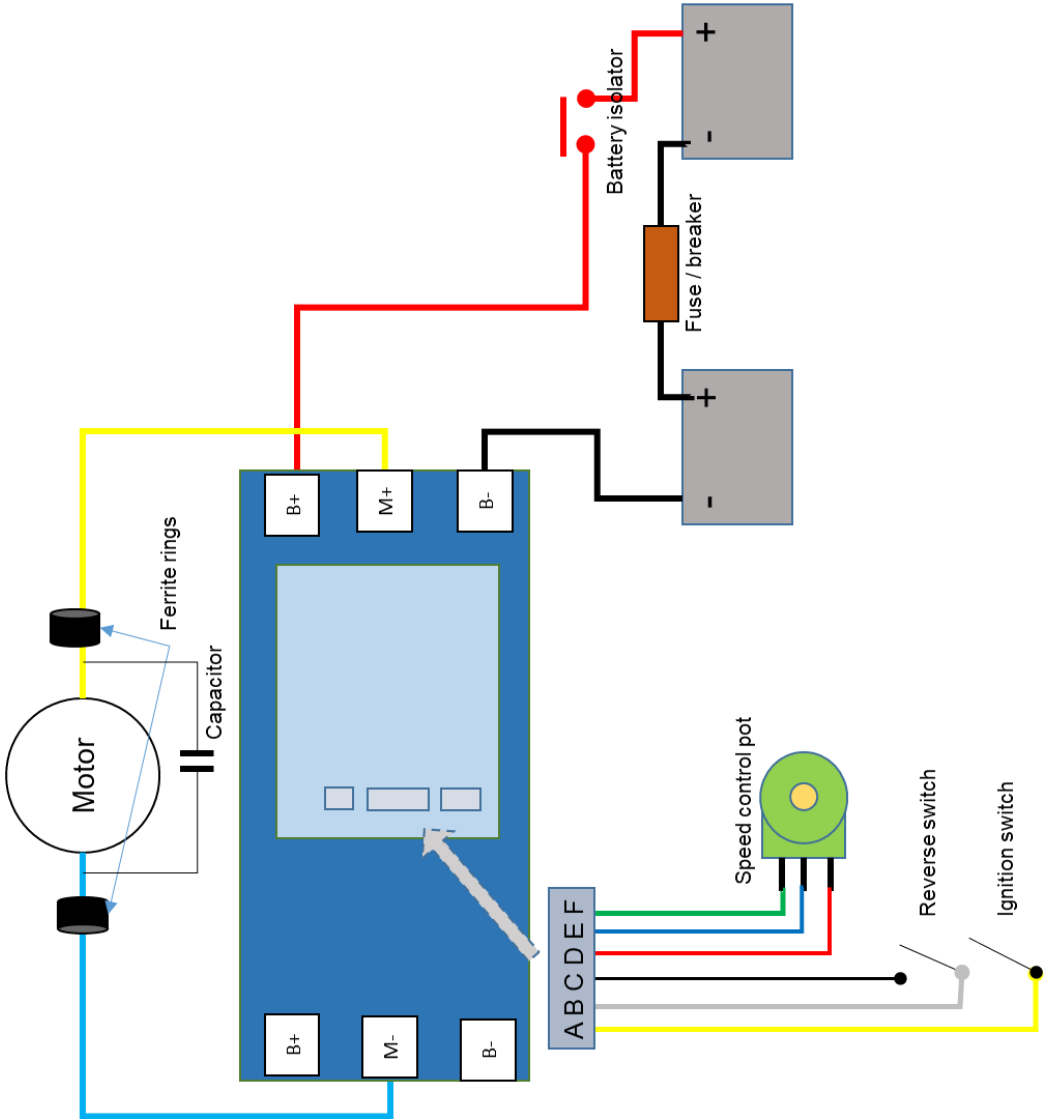 Motor
Ferrite rings
Capacitor
Battery isolator
+
-
Fuse / breaker
+
-
B+
M+
B-
B+
M-
B-
A B C D E F
Speed control pot
Reverse switch
Ignition switch